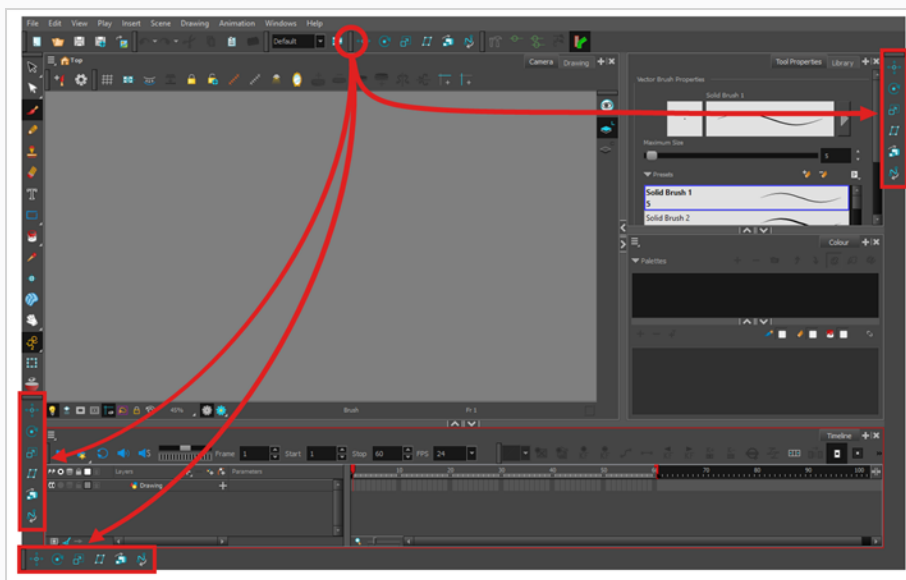 File Edit View Play Insert Scene Drawing Animation Windows Help
Default
Top
Camera Drawing
Tool Properties Library
Vector Brush Properties
Solid Brush 1
Maximum Size
5
Presets
Solid Brush 1
5
Solid Brush 2
Colour
Palettes
45%
Brush
Fr 1
Timeline
Frame 1 Start 1 Stop 60 FPS 24
Layers
Parameters
10 20 30 40 50 60 70 80 90 100
Drawing